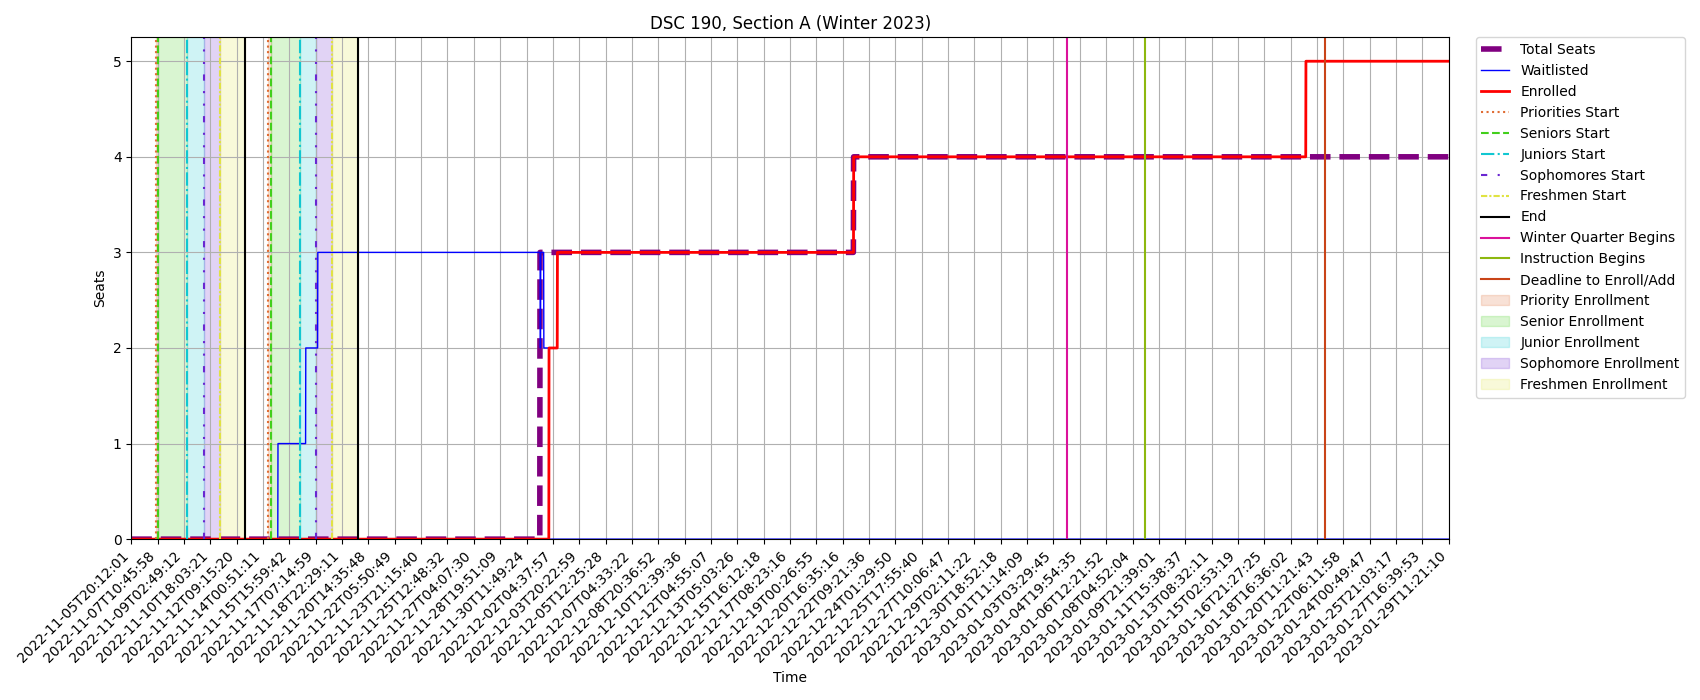 DSC 190, Section A (Winter 2023)
Seats
5
4
3
2
1
0
2022-11-05T20:12:01
2022-11-07T10:45:58
2022-11-09T02:49:12
2022-11-10T18:03:21
2022-11-12T09:15:20
2022-11-14T00:51:11
2022-11-15T15:59:42
2022-11-17T07:14:59
2022-11-18T22:29:11
2022-11-20T14:35:48
2022-11-22T05:50:49
2022-11-23T21:15:40
2022-11-25T12:48:32
2022-11-27T04:07:30
2022-11-28T19:51:09
2022-11-30T11:49:24
2022-12-02T04:37:57
2022-12-03T20:22:59
2022-12-05T12:25:28
2022-12-07T04:33:22
2022-12-08T20:36:52
2022-12-10T12:39:36
2022-12-12T04:55:07
2022-12-13T05:03:26
2022-12-15T16:12:18
2022-12-17T08:23:16
2022-12-19T00:26:55
2022-12-20T16:35:16
2022-12-22T09:21:36
2022-12-24T01:29:50
2022-12-25T17:55:40
2022-12-27T10:06:47
2022-12-29T02:11:22
2022-12-30T18:52:18
2023-01-01T11:14:09
2023-01-03T03:29:45
2023-01-04T19:54:35
2023-01-06T12:21:52
2023-01-08T04:52:04
2023-01-09T21:39:01
2023-01-11T15:38:37
2023-01-13T08:32:11
2023-01-15T02:53:19
2023-01-16T21:27:25
2023-01-18T16:36:02
2023-01-20T11:21:43
2023-01-22T06:11:58
2023-01-24T00:49:47
2023-01-25T21:03:17
2023-01-27T16:39:53
2023-01-29T11:21:10
Time
Total Seats
Waitlisted
Enrolled
Priorities Start
Seniors Start
Juniors Start
Sophomores Start
Freshmen Start
End
Winter Quarter Begins
Instruction Begins
Deadline to Enroll/Add
Priority Enrollment
Senior Enrollment
Junior Enrollment
Sophomore Enrollment
Freshmen Enrollment